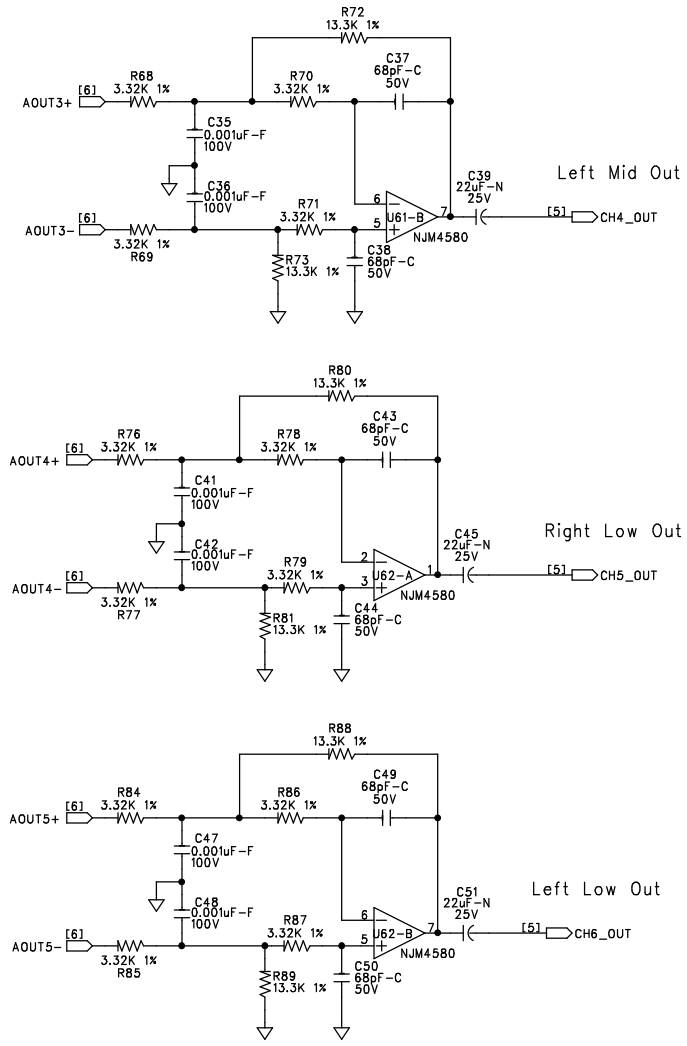 R72
13.3K 1%
C37
68pF-C
50V
[6]
R68
3.32K 1%
R70
3.32K 1%
AOUT3+
C35
0.001uF-F
100V
C36
0.001uF-F
100V
C39
22uF-N
25V
Left Mid Out
[6]
R71
3.32K 1%
6
5
U61-B
7
NJM4580
[5]
CH4_OUT
AOUT3-
3.32K 1%
R69
R73
13.3K 1%
C38
68pF-C
50V
R80
13.3K 1%
C43
68pF-C
50V
[6]
R76
3.32K 1%
R78
3.32K 1%
AOUT4+
C41
0.001uF-F
100V
C42
0.001uF-F
100V
C45
22uF-N
25V
Right Low Out
[6]
R79
3.32K 1%
2
3
U62-A
1
NJM4580
[5]
CH5_OUT
AOUT4-
3.32K 1%
R77
R81
13.3K 1%
C44
68pF-C
50V
R88
13.3K 1%
C49
68pF-C
50V
[6]
R84
3.32K 1%
R86
3.32K 1%
AOUT5+
C47
0.001uF-F
100V
C48
0.001uF-F
100V
C51
22uF-N
25V
Left Low Out
[6]
R87
3.32K 1%
6
5
U62-B
7
NJM4580
[5]
CH6_OUT
AOUT5-
3.32K 1%
R85
R89
13.3K 1%
C50
68pF-C
50V